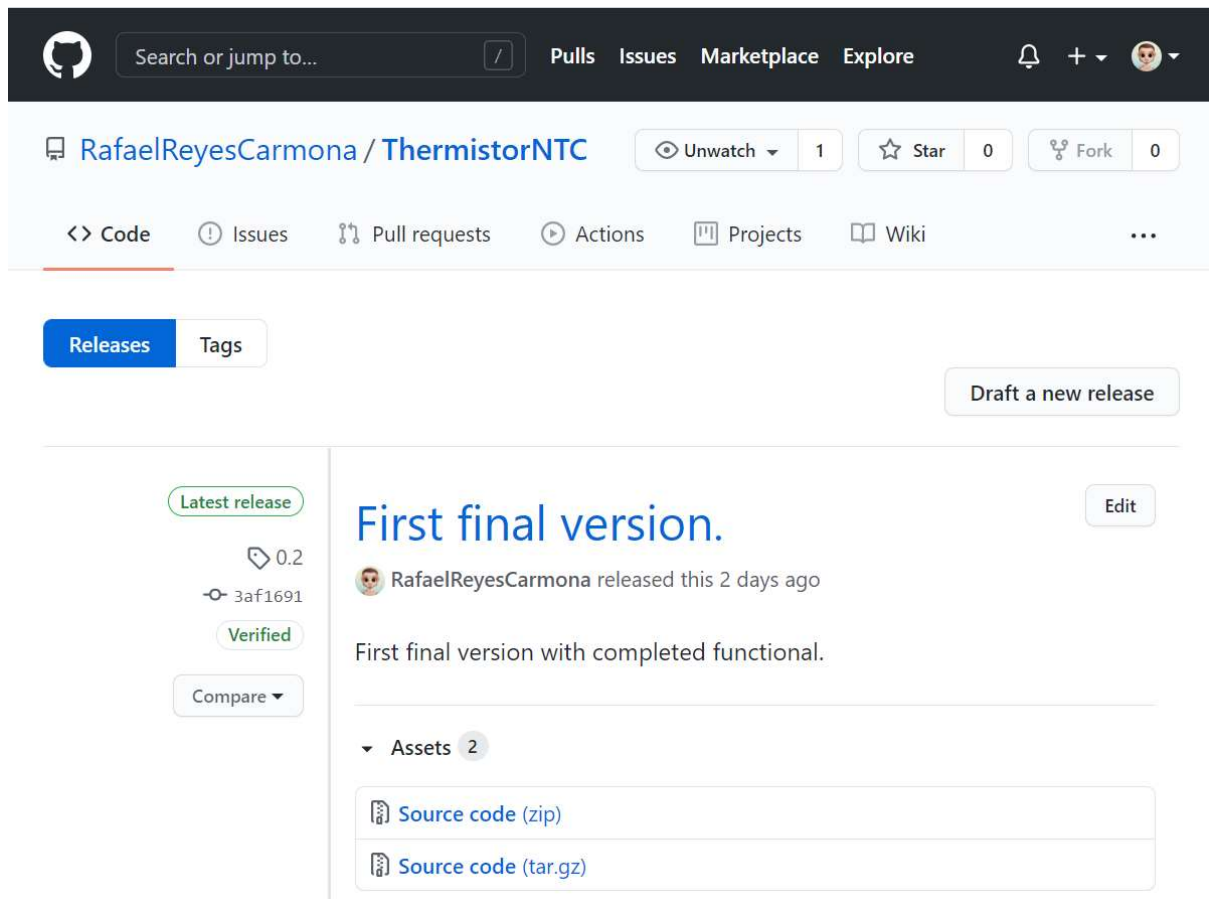 Search or jump to... / Pulls Issues Marketplace Explore
RafaelReyesCarmona / ThermistorNTC Unwatch 1 Star 0 Fork 0
Code Issues Pull requests Actions Projects Wiki ...
Releases Tags
Draft a new release
Latest release
First final version.
Edit
0.2
RafaelReyesCarmona released this 2 days ago
3af1691
Verified
First final version with completed functional.
Compare
Assets 2
Source code (zip)
Source code (tar.gz)